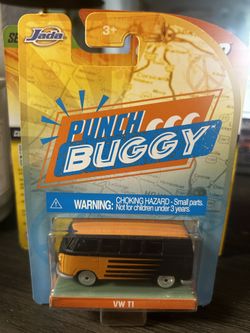 Jada
3+
PUNCH
BUGGY
WARNING: CHOKING HAZARD - Small parts.
Not for children under 3 years.
VW T1